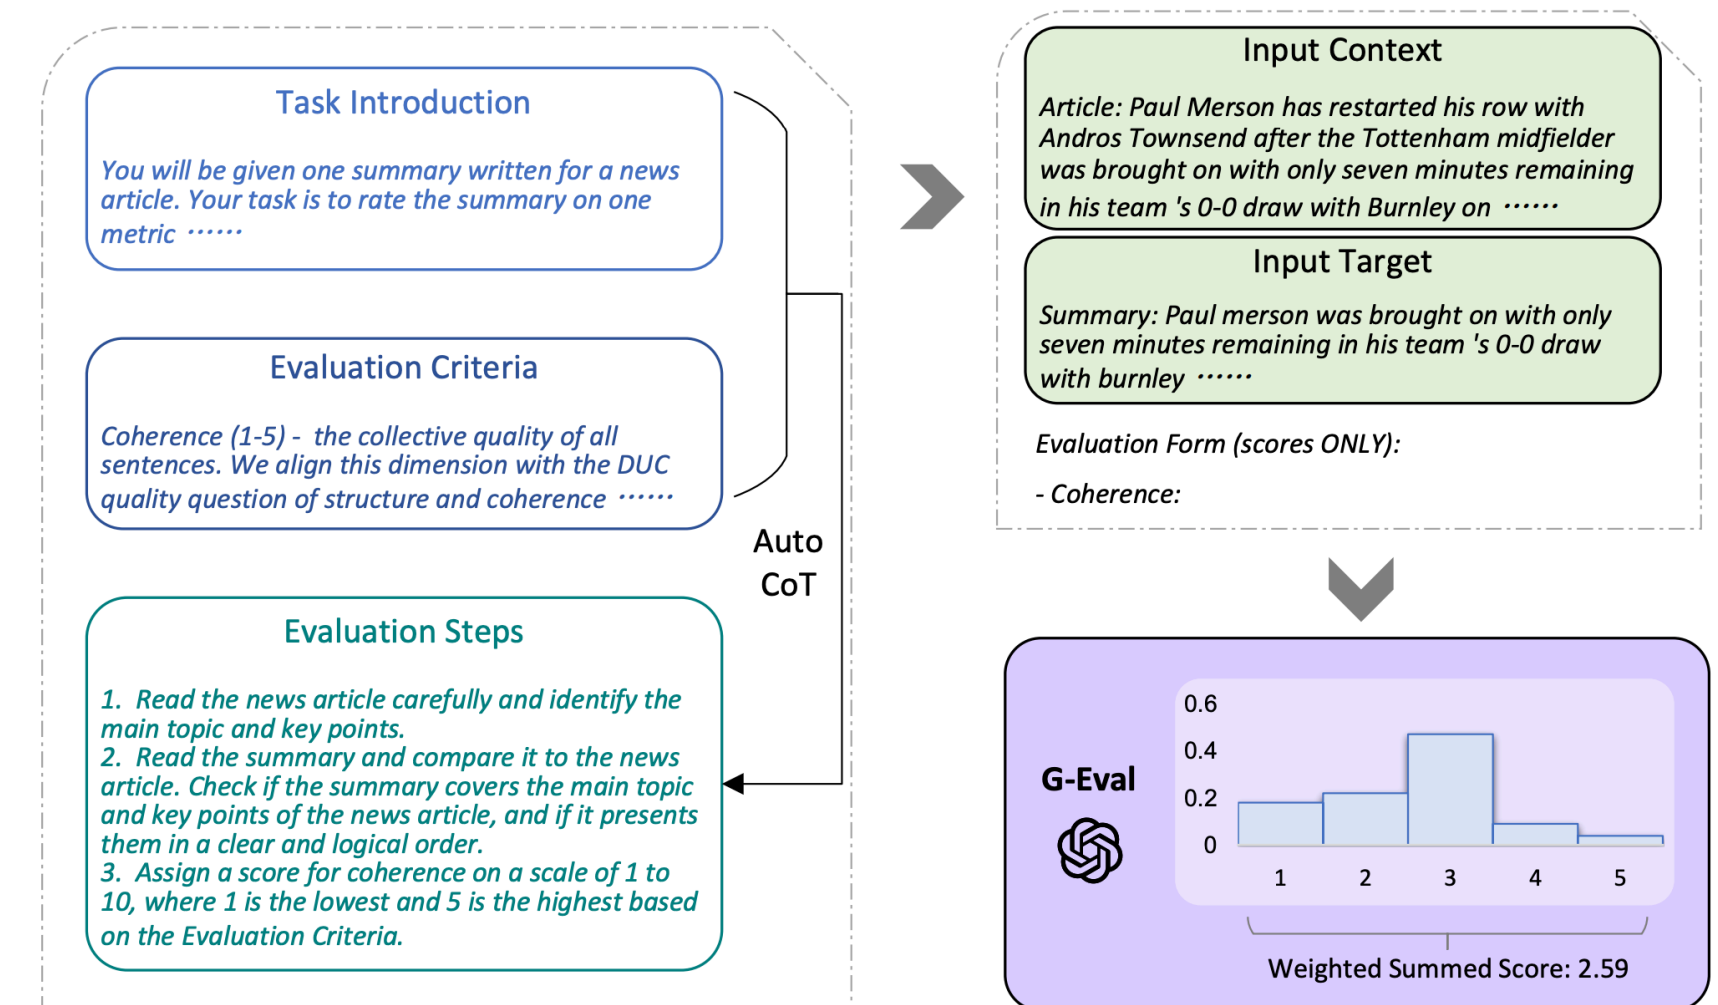 Task Introduction
You will be given one summary written for a news
article. Your task is to rate the summary on one
metric ······
Evaluation Criteria
Coherence (1-5) -  the collective quality of all
sentences. We align this dimension with the DUC
quality question of structure and coherence ······
Auto
CoT
Evaluation Steps
1.  Read the news article carefully and identify the
main topic and key points.
2.  Read the summary and compare it to the news
article. Check if the summary covers the main topic
and key points of the news article, and if it presents
them in a clear and logical order.
3.  Assign a score for coherence on a scale of 1 to
10, where 1 is the lowest and 5 is the highest based
on the Evaluation Criteria.
Input Context
Article: Paul Merson has restarted his row with
Andros Townsend after the Tottenham midfielder
was brought on with only seven minutes remaining
in his team 's 0-0 draw with Burnley on ······
Input Target
Summary: Paul merson was brought on with only
seven minutes remaining in his team 's 0-0 draw
with burnley ······
Evaluation Form (scores ONLY):
- Coherence:
G-Eval
0.6
0.4
0.2
0
1 2 3 4 5
Weighted Summed Score: 2.59